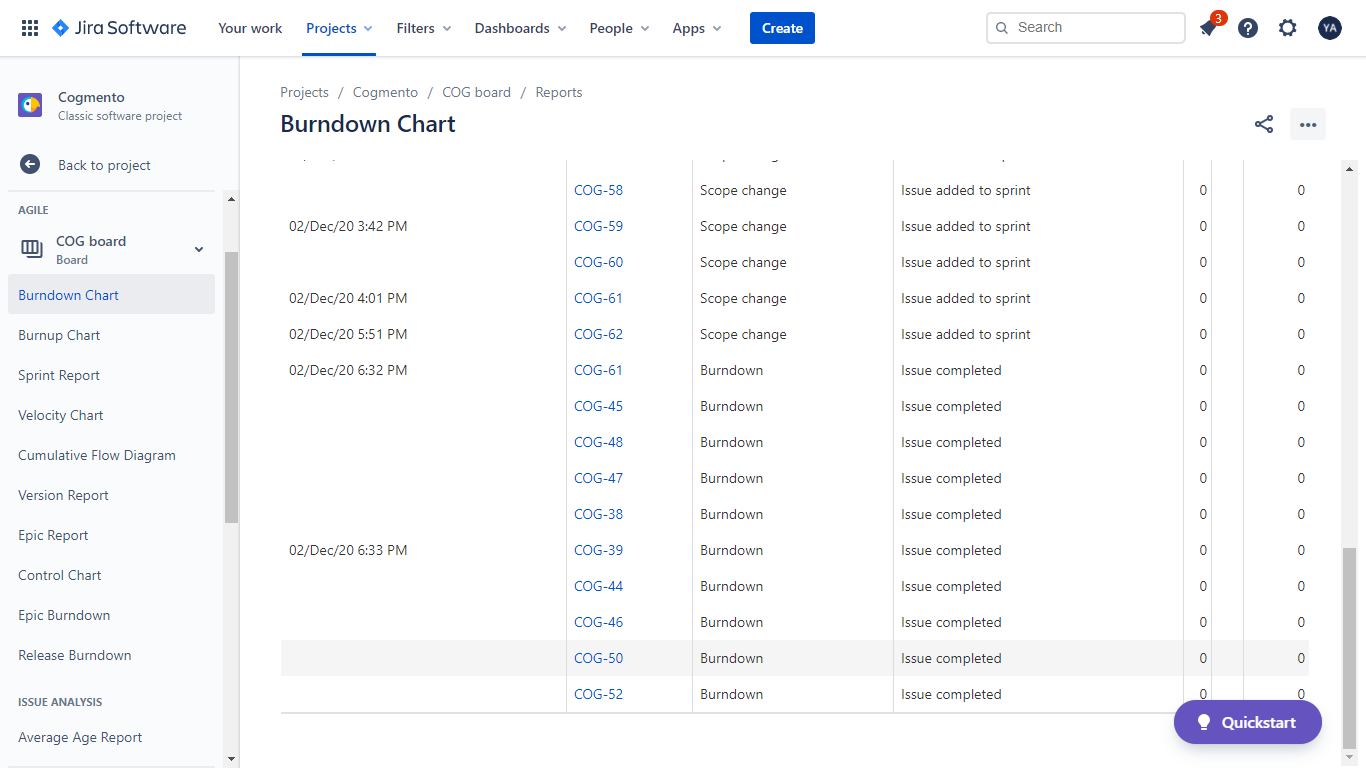 Jira Software Your work Projects Filters Dashboards People Apps Create Search 3 YA
Cogmento
Classic software project
Back to project
AGILE
COG board
Board
Burndown Chart
Burnup Chart
Sprint Report
Velocity Chart
Cumulative Flow Diagram
Version Report
Epic Report
Control Chart
Epic Burndown
Release Burndown
ISSUE ANALYSIS
Average Age Report
Projects / Cogmento / COG board / Reports
Burndown Chart
COG-58 Scope change Issue added to sprint 0 0
02/Dec/20 3:42 PM COG-59 Scope change Issue added to sprint 0 0
COG-60 Scope change Issue added to sprint 0 0
02/Dec/20 4:01 PM COG-61 Scope change Issue added to sprint 0 0
02/Dec/20 5:51 PM COG-62 Scope change Issue added to sprint 0 0
02/Dec/20 6:32 PM COG-61 Burndown Issue completed 0 0
COG-45 Burndown Issue completed 0 0
COG-48 Burndown Issue completed 0 0
COG-47 Burndown Issue completed 0 0
COG-38 Burndown Issue completed 0 0
02/Dec/20 6:33 PM COG-39 Burndown Issue completed 0 0
COG-44 Burndown Issue completed 0 0
COG-46 Burndown Issue completed 0 0
COG-50 Burndown Issue completed 0 0
COG-52 Burndown Issue completed 0 0
Quickstart